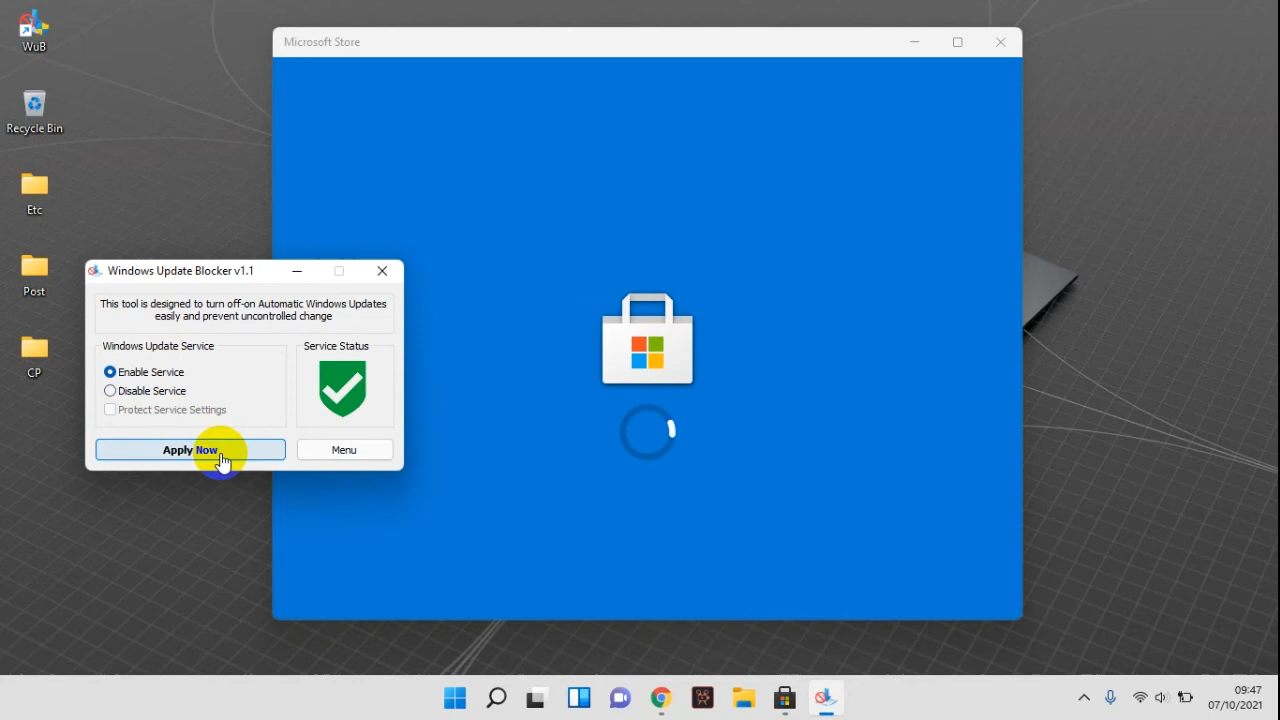 WuB
Recycle Bin
Etc
Post
CP
Microsoft Store
Windows Update Blocker v1.1
This tool is designed to turn off-on Automatic Windows Updates
easily and prevent uncontrolled change
Windows Update Service
Enable Service
Disable Service
Protect Service Settings
Service Status
Apply Now
Menu
09:47
07/10/2021